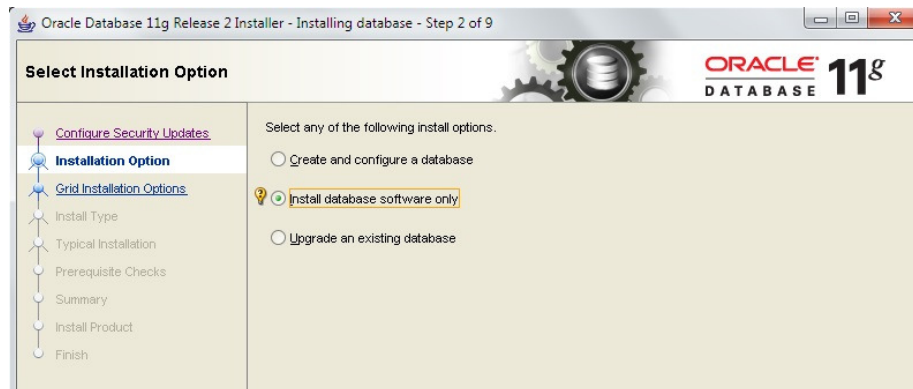 Oracle Database 11g Release 2 Installer - Installing database - Step 2 of 9
Select Installation Option
ORACLE
DATABASE
11g
Configure Security Updates
Installation Option
Grid Installation Options
Install Type
Typical Installation
Prerequisite Checks
Summary
Install Product
Finish
Select any of the following install options.
Create and configure a database
Install database software only
Upgrade an existing database